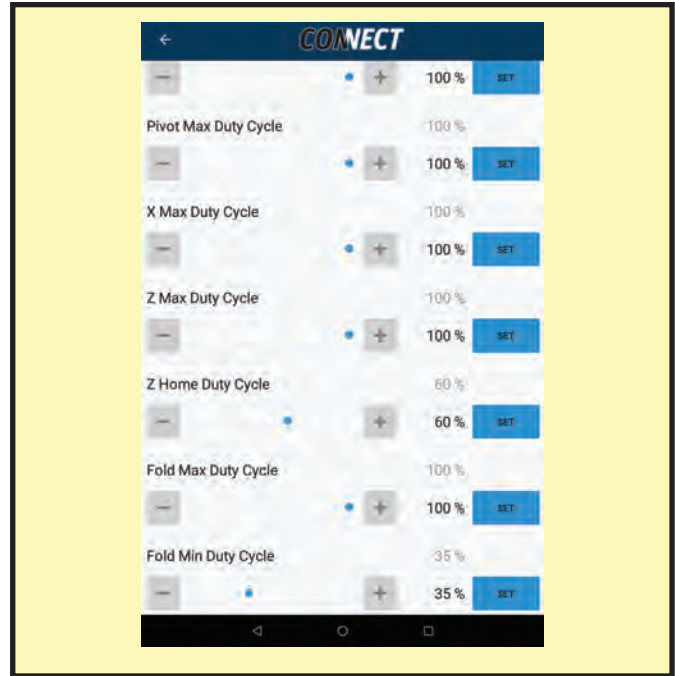 CONNECT
− + 100 % SET
Pivot Max Duty Cycle 100 %
− + 100 % SET
X Max Duty Cycle 100 %
− + 100 % SET
Z Max Duty Cycle 100 %
− + 100 % SET
Z Home Duty Cycle 60 %
− + 60 % SET
Fold Max Duty Cycle 100 %
− + 100 % SET
Fold Min Duty Cycle 35 %
− + 35 % SET